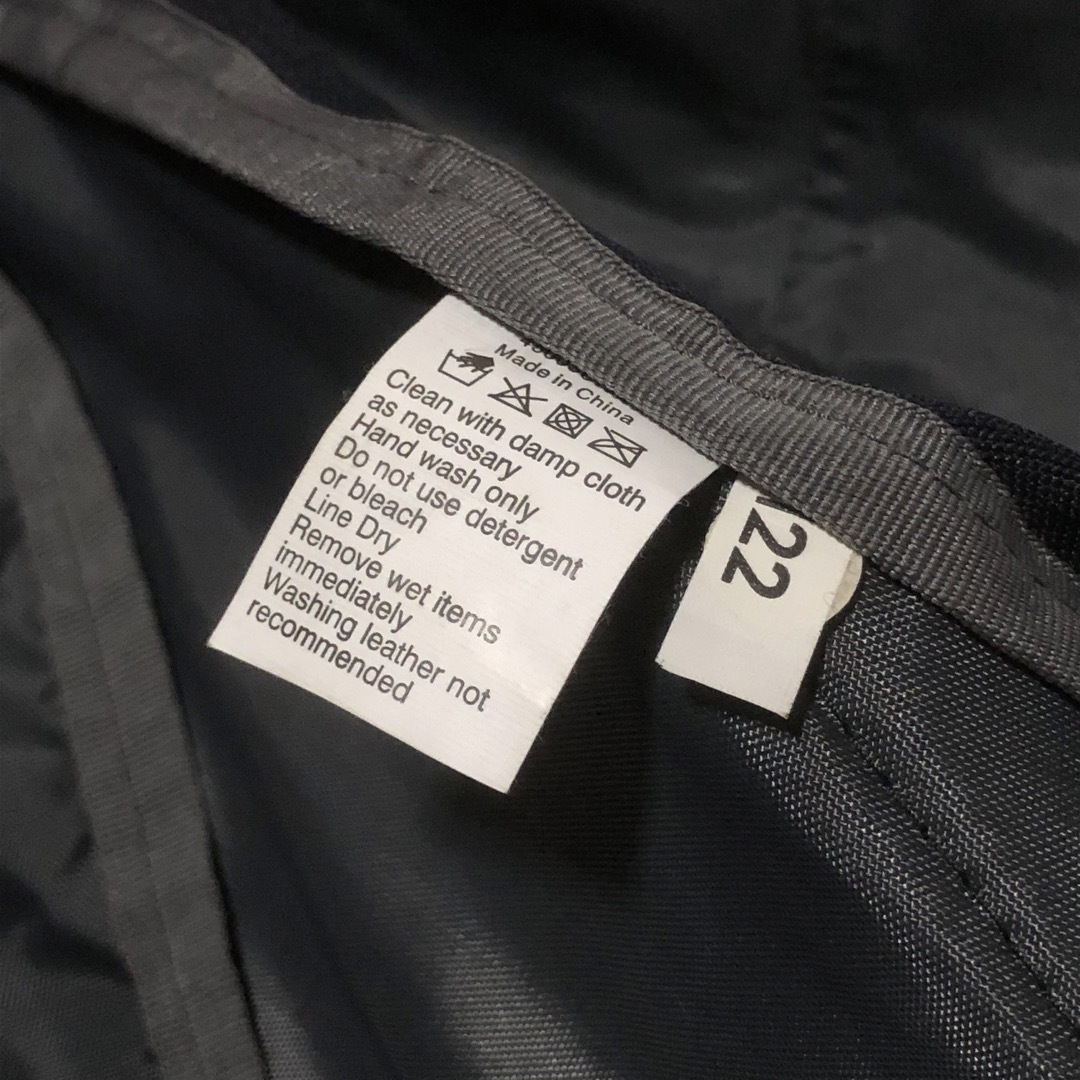 Made in China
Clean with damp cloth
as necessary
Hand wash only
Do not use detergent
or bleach
Line Dry
Remove wet items
immediately
Washing leather not
recommended
22